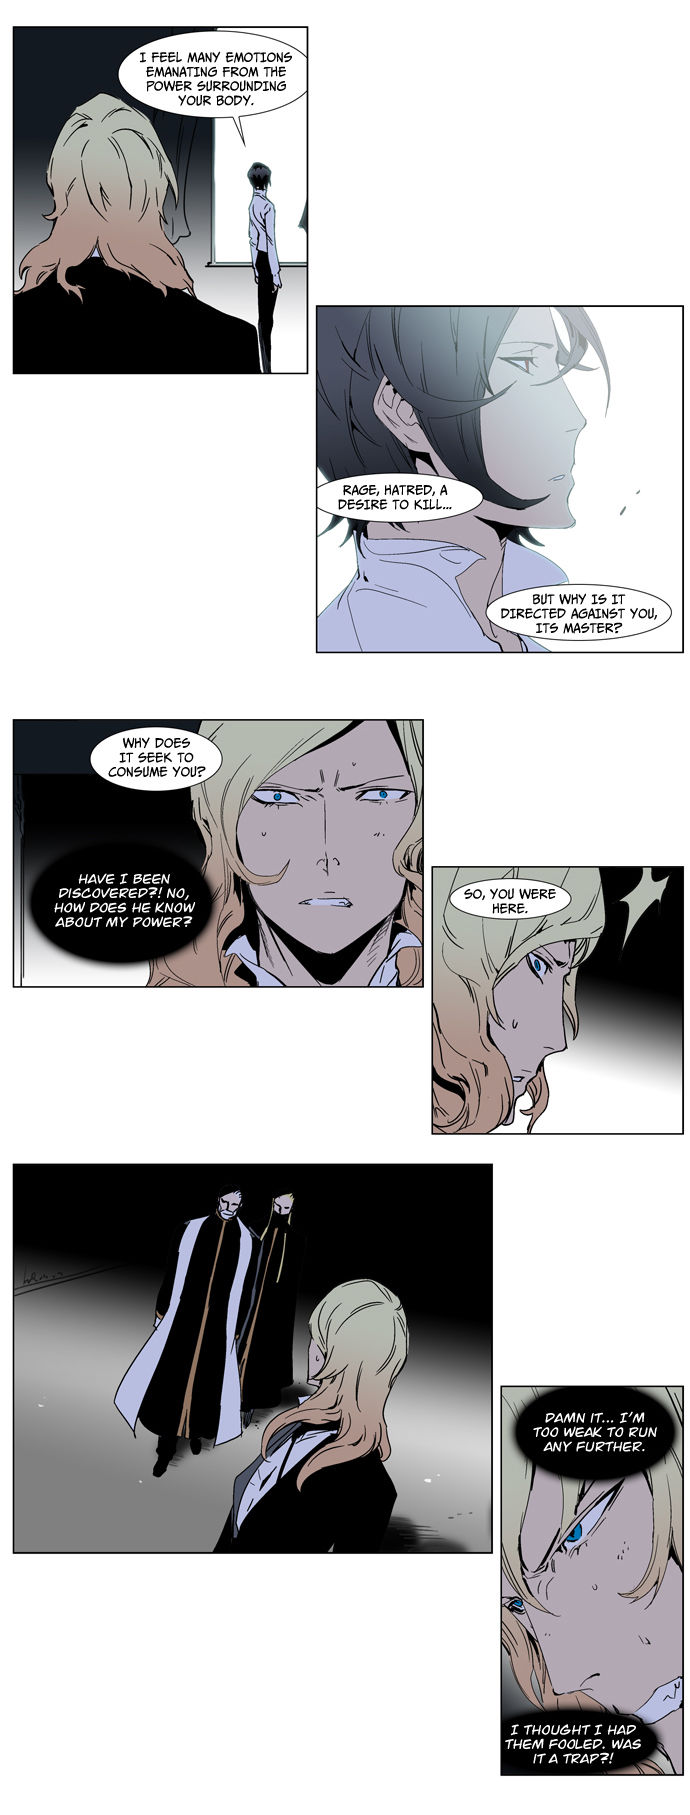 I FEEL MANY EMOTIONS
EMANATING FROM THE
POWER SURROUNDING
YOUR BODY.
RAGE, HATRED, A
DESIRE TO KILL...
BUT WHY IS IT
DIRECTED AGAINST YOU,
ITS MASTER?
WHY DOES
IT SEEK TO
CONSUME YOU?
HAVE I BEEN
DISCOVERED?! NO,
HOW DOES HE KNOW
ABOUT MY POWER?
SO, YOU WERE
HERE.
DAMN IT... I'M
TOO WEAK TO RUN
ANY FURTHER.
I THOUGHT I HAD
THEM FOOLED. WAS
IT A TRAP?!